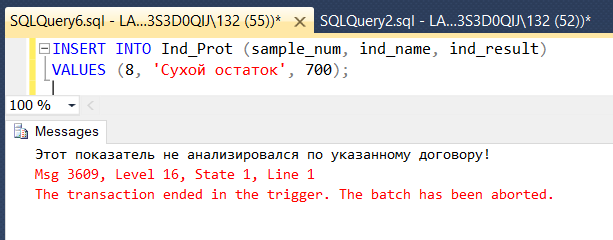 SQLQuery6.sql - LA...3S3D0QIJ\132 (55))* SQLQuery2.sql - LA...3S3D0QIJ\132 (52))*
INSERT INTO Ind_Prot (sample_num, ind_name, ind_result)
VALUES (8, 'Сухой остаток', 700);
100 %
Messages
Этот показатель не анализировался по указанному договору!
Msg 3609, Level 16, State 1, Line 1
The transaction ended in the trigger. The batch has been aborted.